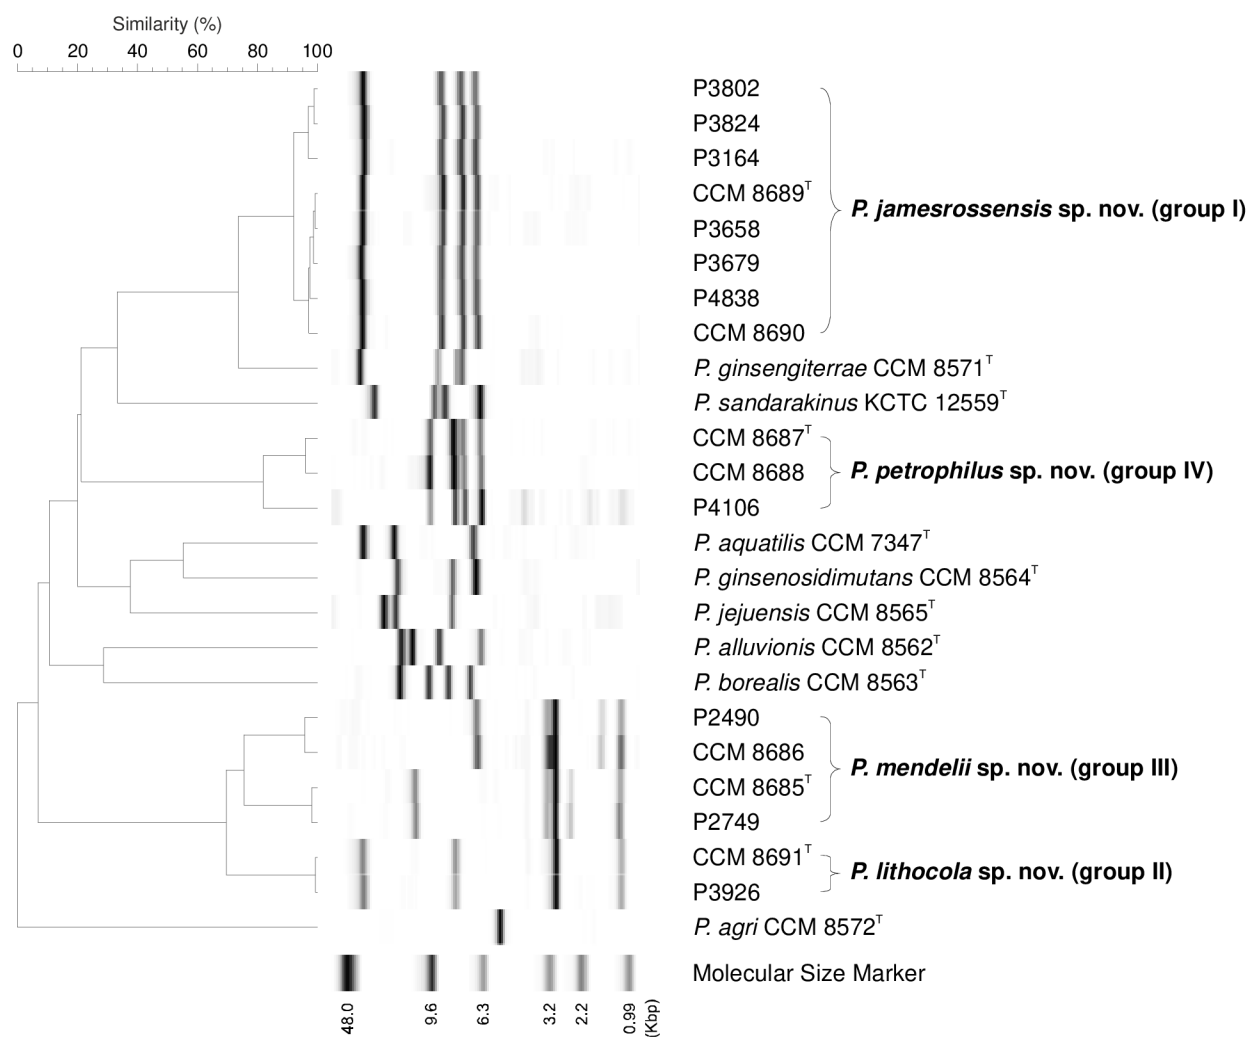 Similarity (%)
0 20 40 60 80 100
P3802
P3824
P3164
CCM 8689T
P. jamesrossensis sp. nov. (group I)
P3658
P3679
P4838
CCM 8690
P. ginsengiterrae CCM 8571T
P. sandarakinus KCTC 12559T
CCM 8687T
CCM 8688
P. petrophilus sp. nov. (group IV)
P4106
P. aquatilis CCM 7347T
P. ginsenosidimutans CCM 8564T
P. jejuensis CCM 8565T
P. alluvionis CCM 8562T
P. borealis CCM 8563T
P2490
CCM 8686
P. mendelii sp. nov. (group III)
CCM 8685T
P2749
CCM 8691T
P. lithocola sp. nov. (group II)
P3926
P. agri CCM 8572T
Molecular Size Marker
48.0 9.6 6.3 3.2 2.2 0.99 (Kbp)